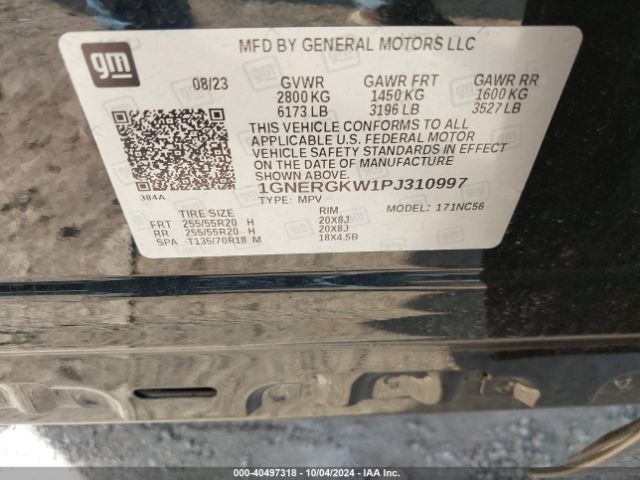 gm
MFD BY GENERAL MOTORS LLC
08/23 GVWR GAWR FRT GAWR RR
2800 KG 1450 KG 1600 KG
6173 LB 3196 LB 3527 LB
THIS VEHICLE CONFORMS TO ALL
APPLICABLE U.S. FEDERAL MOTOR
VEHICLE SAFETY STANDARDS IN EFFECT
ON THE DATE OF MANUFACTURE
SHOWN ABOVE.
384A 1GNERGKW1PJ310997
TYPE: MPV MODEL: 171NC56
TIRE SIZE RIM
FRT 255/55R20 H 20X8J
RR 255/55R20 H 20X8J
SPA T135/70R18 M 18X4.5B
000-40497318 - 10/04/2024 - IAA Inc.